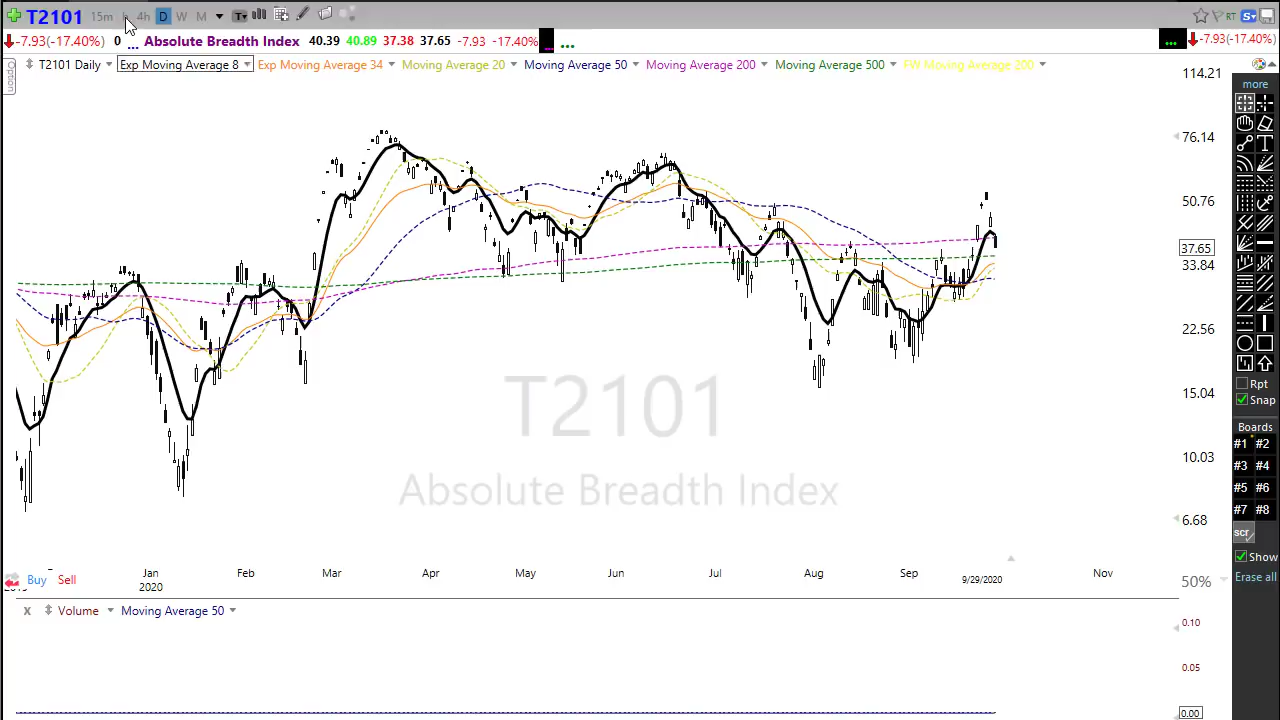 T2101 15m h 4h D W M T RT S
-7.93(-17.40%) 0 ... Absolute Breadth Index 40.39 40.89 37.38 37.65 -7.93 -17.40% ... ... ... -7.93(-17.40%)
Option
T2101 Daily Exp Moving Average 8 Exp Moving Average 34 Moving Average 20 Moving Average 50 Moving Average 200 Moving Average 500 FW Moving Average 200
114.21
76.14
50.76
37.65
33.84
22.56
15.04
10.03
6.68
50%
T2101
Absolute Breadth Index
Jan Feb Mar Apr May Jun Jul Aug Sep Nov
2020 9/29/2020
Buy Sell
x Volume Moving Average 50
0.10
0.05
0.00
more
Rpt
Snap
Boards
#1 #2
#3 #4
#5 #6
#7 #8
scr
Show
Erase all